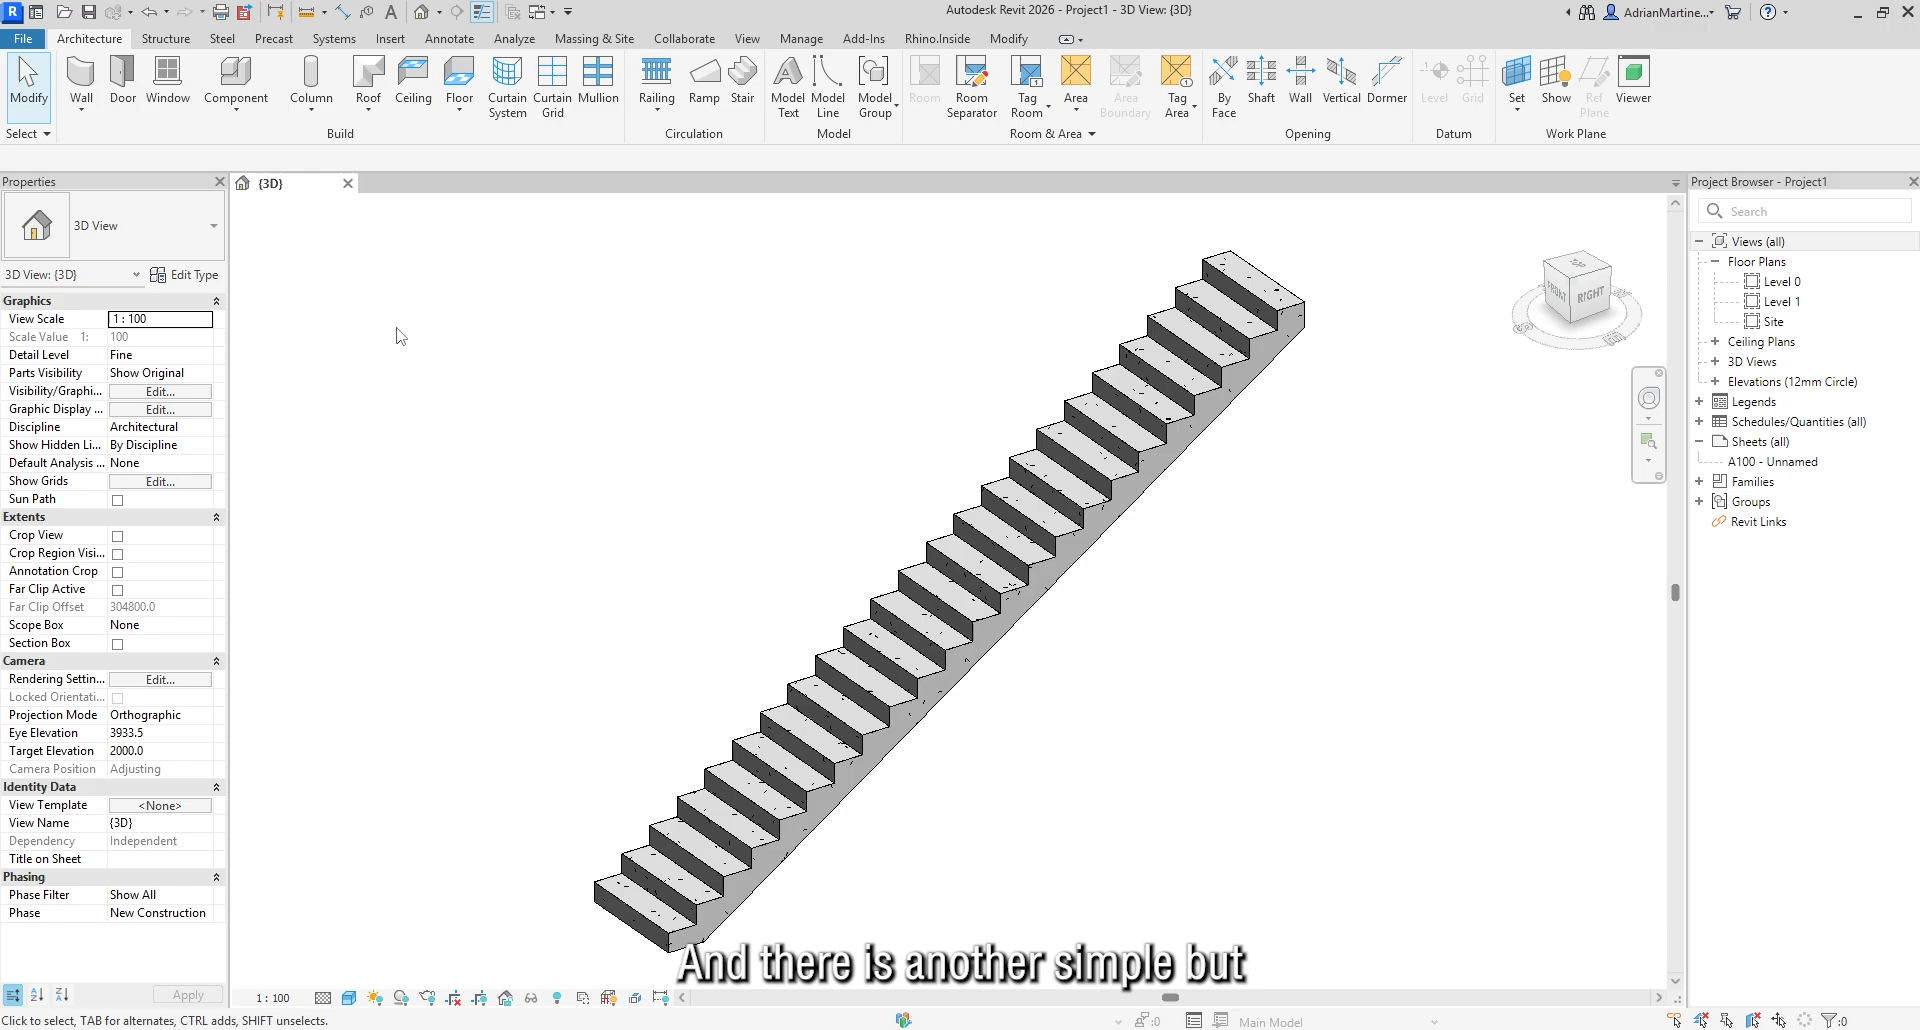 Autodesk Revit 2026 - Project1 - 3D View: {3D}
AdrianMartine...
File Architecture Structure Steel Precast Systems Insert Annotate Analyze Massing & Site Collaborate View Manage Add-Ins Rhino.Inside Modify
Modify Wall Door Window Component Column Roof Ceiling Floor Curtain System Curtain Grid Mullion Railing Ramp Stair Model Text Model Line Model Group Room Room Separator Tag Room Area Area Boundary Tag Area By Face Shaft Wall Vertical Dormer Level Grid Set Show Ref Plane Viewer
Select Build Circulation Model Room & Area Opening Datum Work Plane
Properties
3D View
3D View: {3D} Edit Type
Graphics
View Scale 1 : 100
Scale Value 1: 100
Detail Level Fine
Parts Visibility Show Original
Visibility/Graphi... Edit...
Graphic Display ... Edit...
Discipline Architectural
Show Hidden Li... By Discipline
Default Analysis ... None
Show Grids Edit...
Sun Path
Extents
Crop View
Crop Region Visi...
Annotation Crop
Far Clip Active
Far Clip Offset 304800.0
Scope Box None
Section Box
Camera
Rendering Settin... Edit...
Locked Orientati...
Projection Mode Orthographic
Eye Elevation 3933.5
Target Elevation 2000.0
Camera Position Adjusting
Identity Data
View Template <None>
View Name {3D}
Dependency Independent
Title on Sheet
Phasing
Phase Filter Show All
Phase New Construction
Apply
{3D}
TOP
FRONT RIGHT
Project Browser - Project1
Search
Views (all)
Floor Plans
Level 0
Level 1
Site
Ceiling Plans
3D Views
Elevations (12mm Circle)
Legends
Schedules/Quantities (all)
Sheets (all)
A100 - Unnamed
Families
Groups
Revit Links
And there is another simple but
1 : 100
Click to select, TAB for alternates, CTRL adds, SHIFT unselects.
:0
Main Model
:0